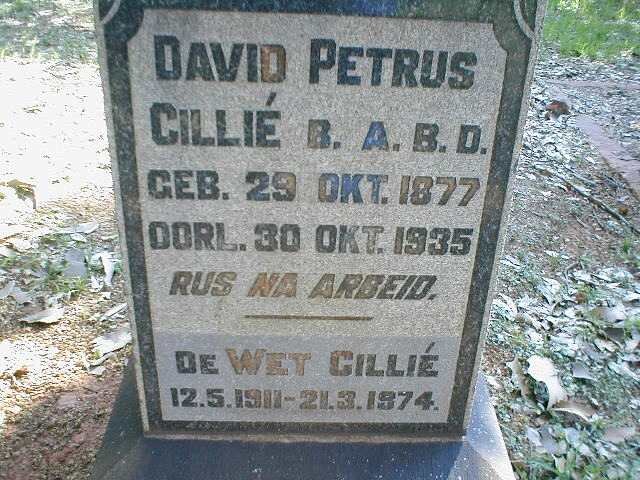 DAVID PETRUS
CILLIÉ B.A.B.D.
GEB. 29 OKT. 1877
OORL. 30 OKT. 1935
RUS NA ARBEID.
DE WET CILLIÉ
12.5.1911-21.3.1974.